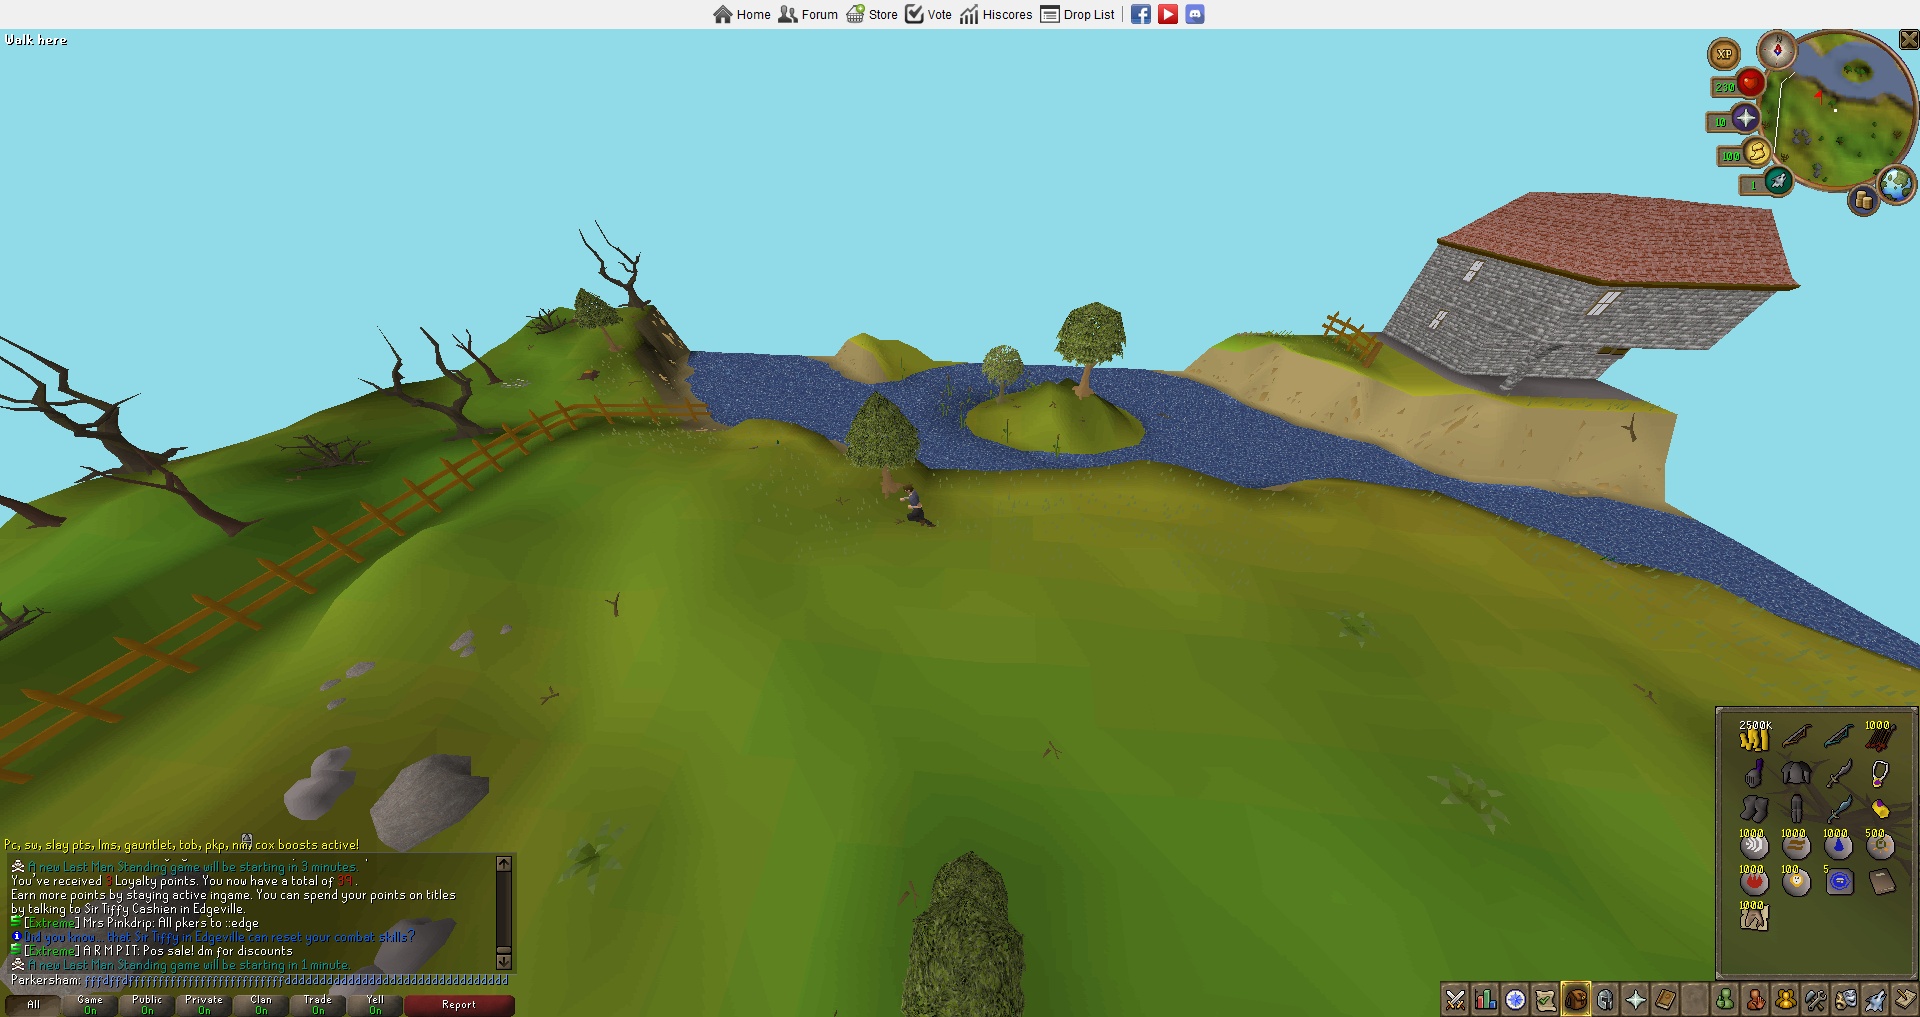 Home Forum Store Vote Hiscores Drop List
Walk here
N
XP
230
10
100
1
2500K
1000
1000 1000 1000 500
1000 100 5
1000
Pc, sw, slay pts, lms, gauntlet, tob, pkp, nm, cox boosts active!
A new Last Man Standing game will be starting in 3 minutes.
You've received 3 Loyalty points. You now have a total of 39.
Earn more points by staying active ingame. You can spend your points on titles
by talking to Sir Tiffy Cashien in Edgeville.
[Extreme] Mrs Pinkdrip: All pkers to ::edge
Did you know... that Sir Tiffy in Edgeville can reset your combat skills?
[Extreme] A R M P I T: Pos sale! dm for discounts
A new Last Man Standing game will be starting in 1 minute.
Parkersham:
All Game Public Private Clan Trade Yell Report
On On On On On On